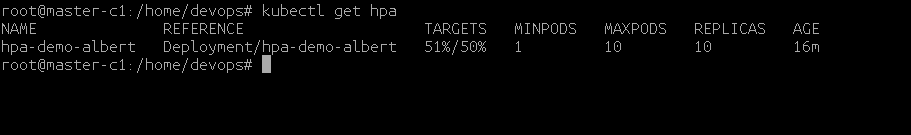 root@master-c1:/home/devops# kubectl get hpa
NAME REFERENCE TARGETS MINPODS MAXPODS REPLICAS AGE
hpa-demo-albert Deployment/hpa-demo-albert 51%/50% 1 10 10 16m
root@master-c1:/home/devops#